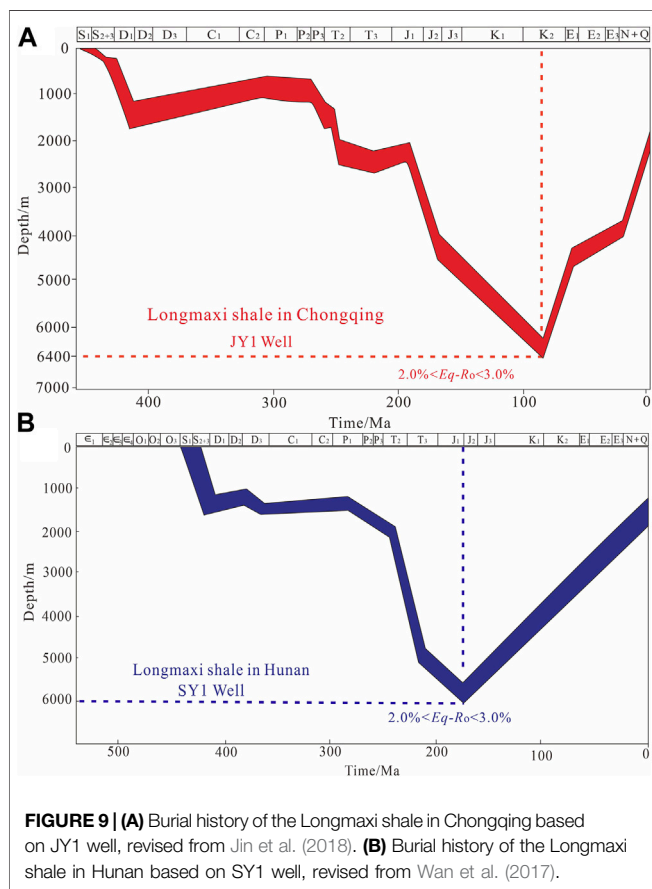 A
S1 S2+3 D1 D2 D3 C1 C2 P1 P2 P3 T2 T3 J1 J2 J3 K1 K2 E1 E2 E3 N+Q
0
1000
2000
3000
4000
5000
6000
6400
7000
Depth/m
Longmaxi shale in Chongqing
JY1 Well
2.0%<Eq-Ro<3.0%
400 300 200 100 0
Time/Ma
B
O1 O2 O3 S1 S2+3 D1 D2 D3 C1 C2 P1 P2 P3 T2 T3 J1 J2 J3 K1 K2 E1 E2 E3 N+Q
0
1000
2000
3000
4000
5000
6000
Depth/m
Longmaxi shale in Hunan
SY1 Well
2.0%<Eq-Ro<3.0%
500 400 300 200 100 0
Time/Ma
FIGURE 9 | (A) Burial history of the Longmaxi shale in Chongqing based
on JY1 well, revised from Jin et al. (2018). (B) Burial history of the Longmaxi
shale in Hunan based on SY1 well, revised from Wan et al. (2017).